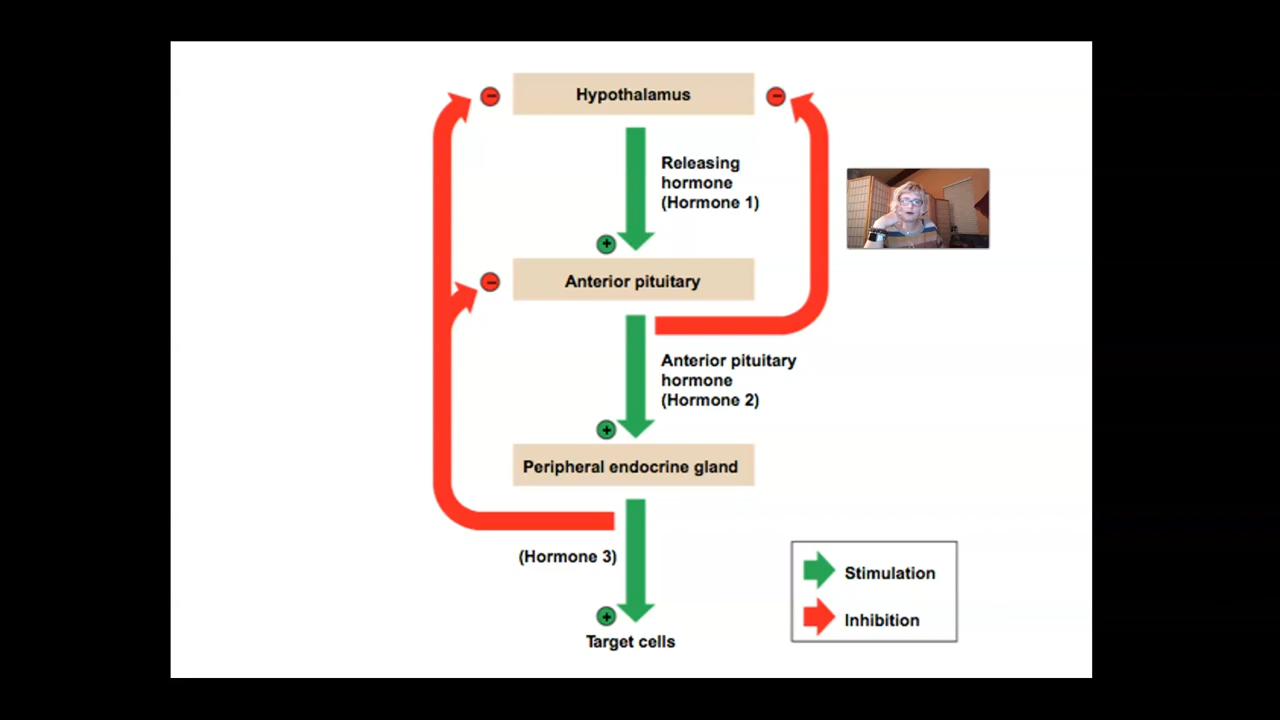 Hypothalamus
Releasing
hormone
(Hormone 1)
Anterior pituitary
Anterior pituitary
hormone
(Hormone 2)
Peripheral endocrine gland
(Hormone 3)
Target cells
Stimulation
Inhibition